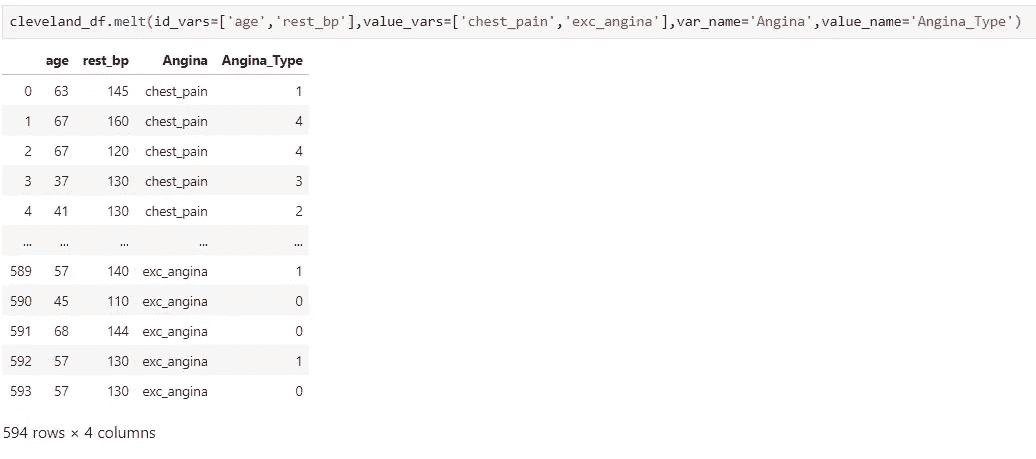 cleveland_df.melt(id_vars=['age','rest_bp'],value_vars=['chest_pain','exc_angina'],var_name='Angina',value_name='Angina_Type')
age rest_bp Angina Angina_Type
0 63 145 chest_pain 1
1 67 160 chest_pain 4
2 67 120 chest_pain 4
3 37 130 chest_pain 3
4 41 130 chest_pain 2
... ... ... ... ...
589 57 140 exc_angina 1
590 45 110 exc_angina 0
591 68 144 exc_angina 0
592 57 130 exc_angina 1
593 57 130 exc_angina 0
594 rows × 4 columns